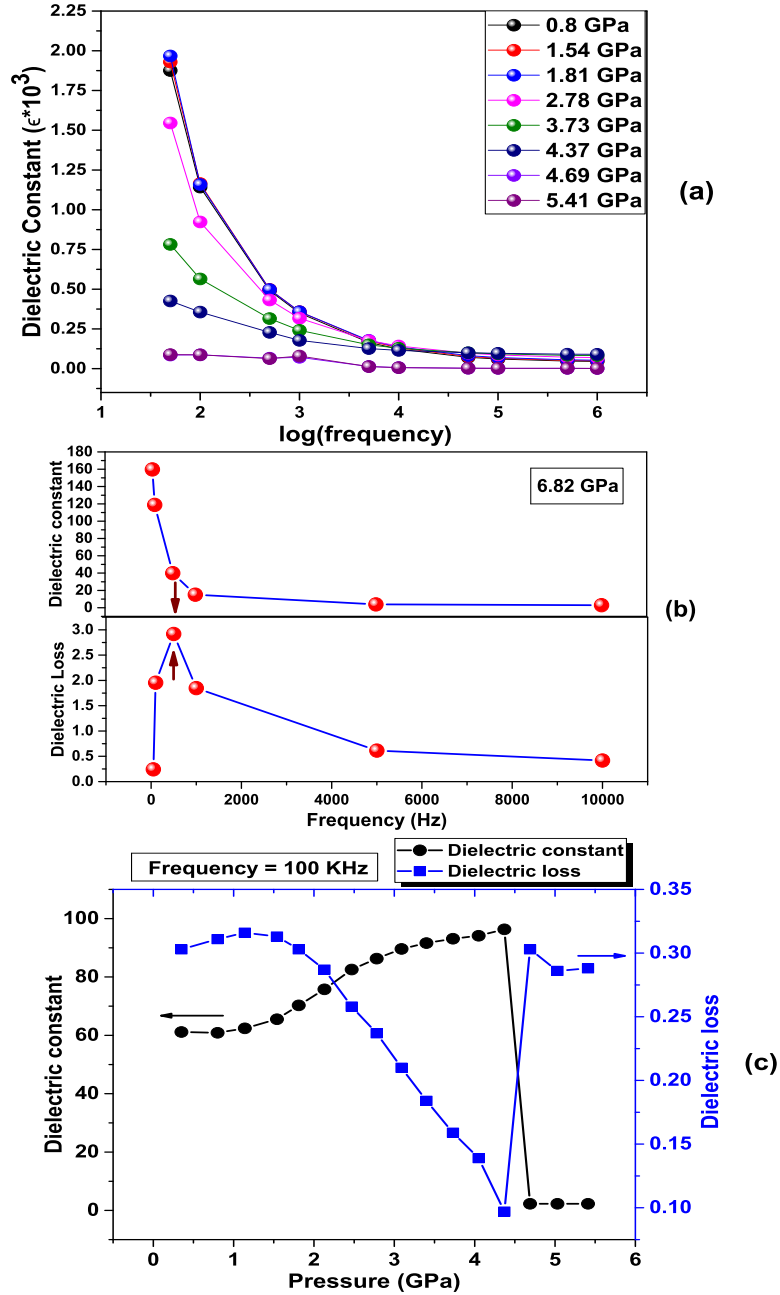 2.25
2.00
1.75
1.50
1.25
1.00
0.75
0.50
0.25
0.00
Dielectric Constant (ϵ*10³)
0.8 GPa
1.54 GPa
1.81 GPa
2.78 GPa
3.73 GPa
4.37 GPa
4.69 GPa
5.41 GPa
(a)
1 2 3 4 5 6
log(frequency)
180
160
140
120
100
80
60
40
20
0
Dielectric constant
6.82 GPa
(b)
3.0
2.5
2.0
1.5
1.0
0.5
0.0
Dielectric Loss
0 2000 4000 6000 8000 10000
Frequency (Hz)
Frequency = 100 KHz
Dielectric constant
Dielectric loss
100
80
60
40
20
0
Dielectric constant
0.35
0.30
0.25
0.20
0.15
0.10
Dielectric loss
(c)
0 1 2 3 4 5 6
Pressure (GPa)